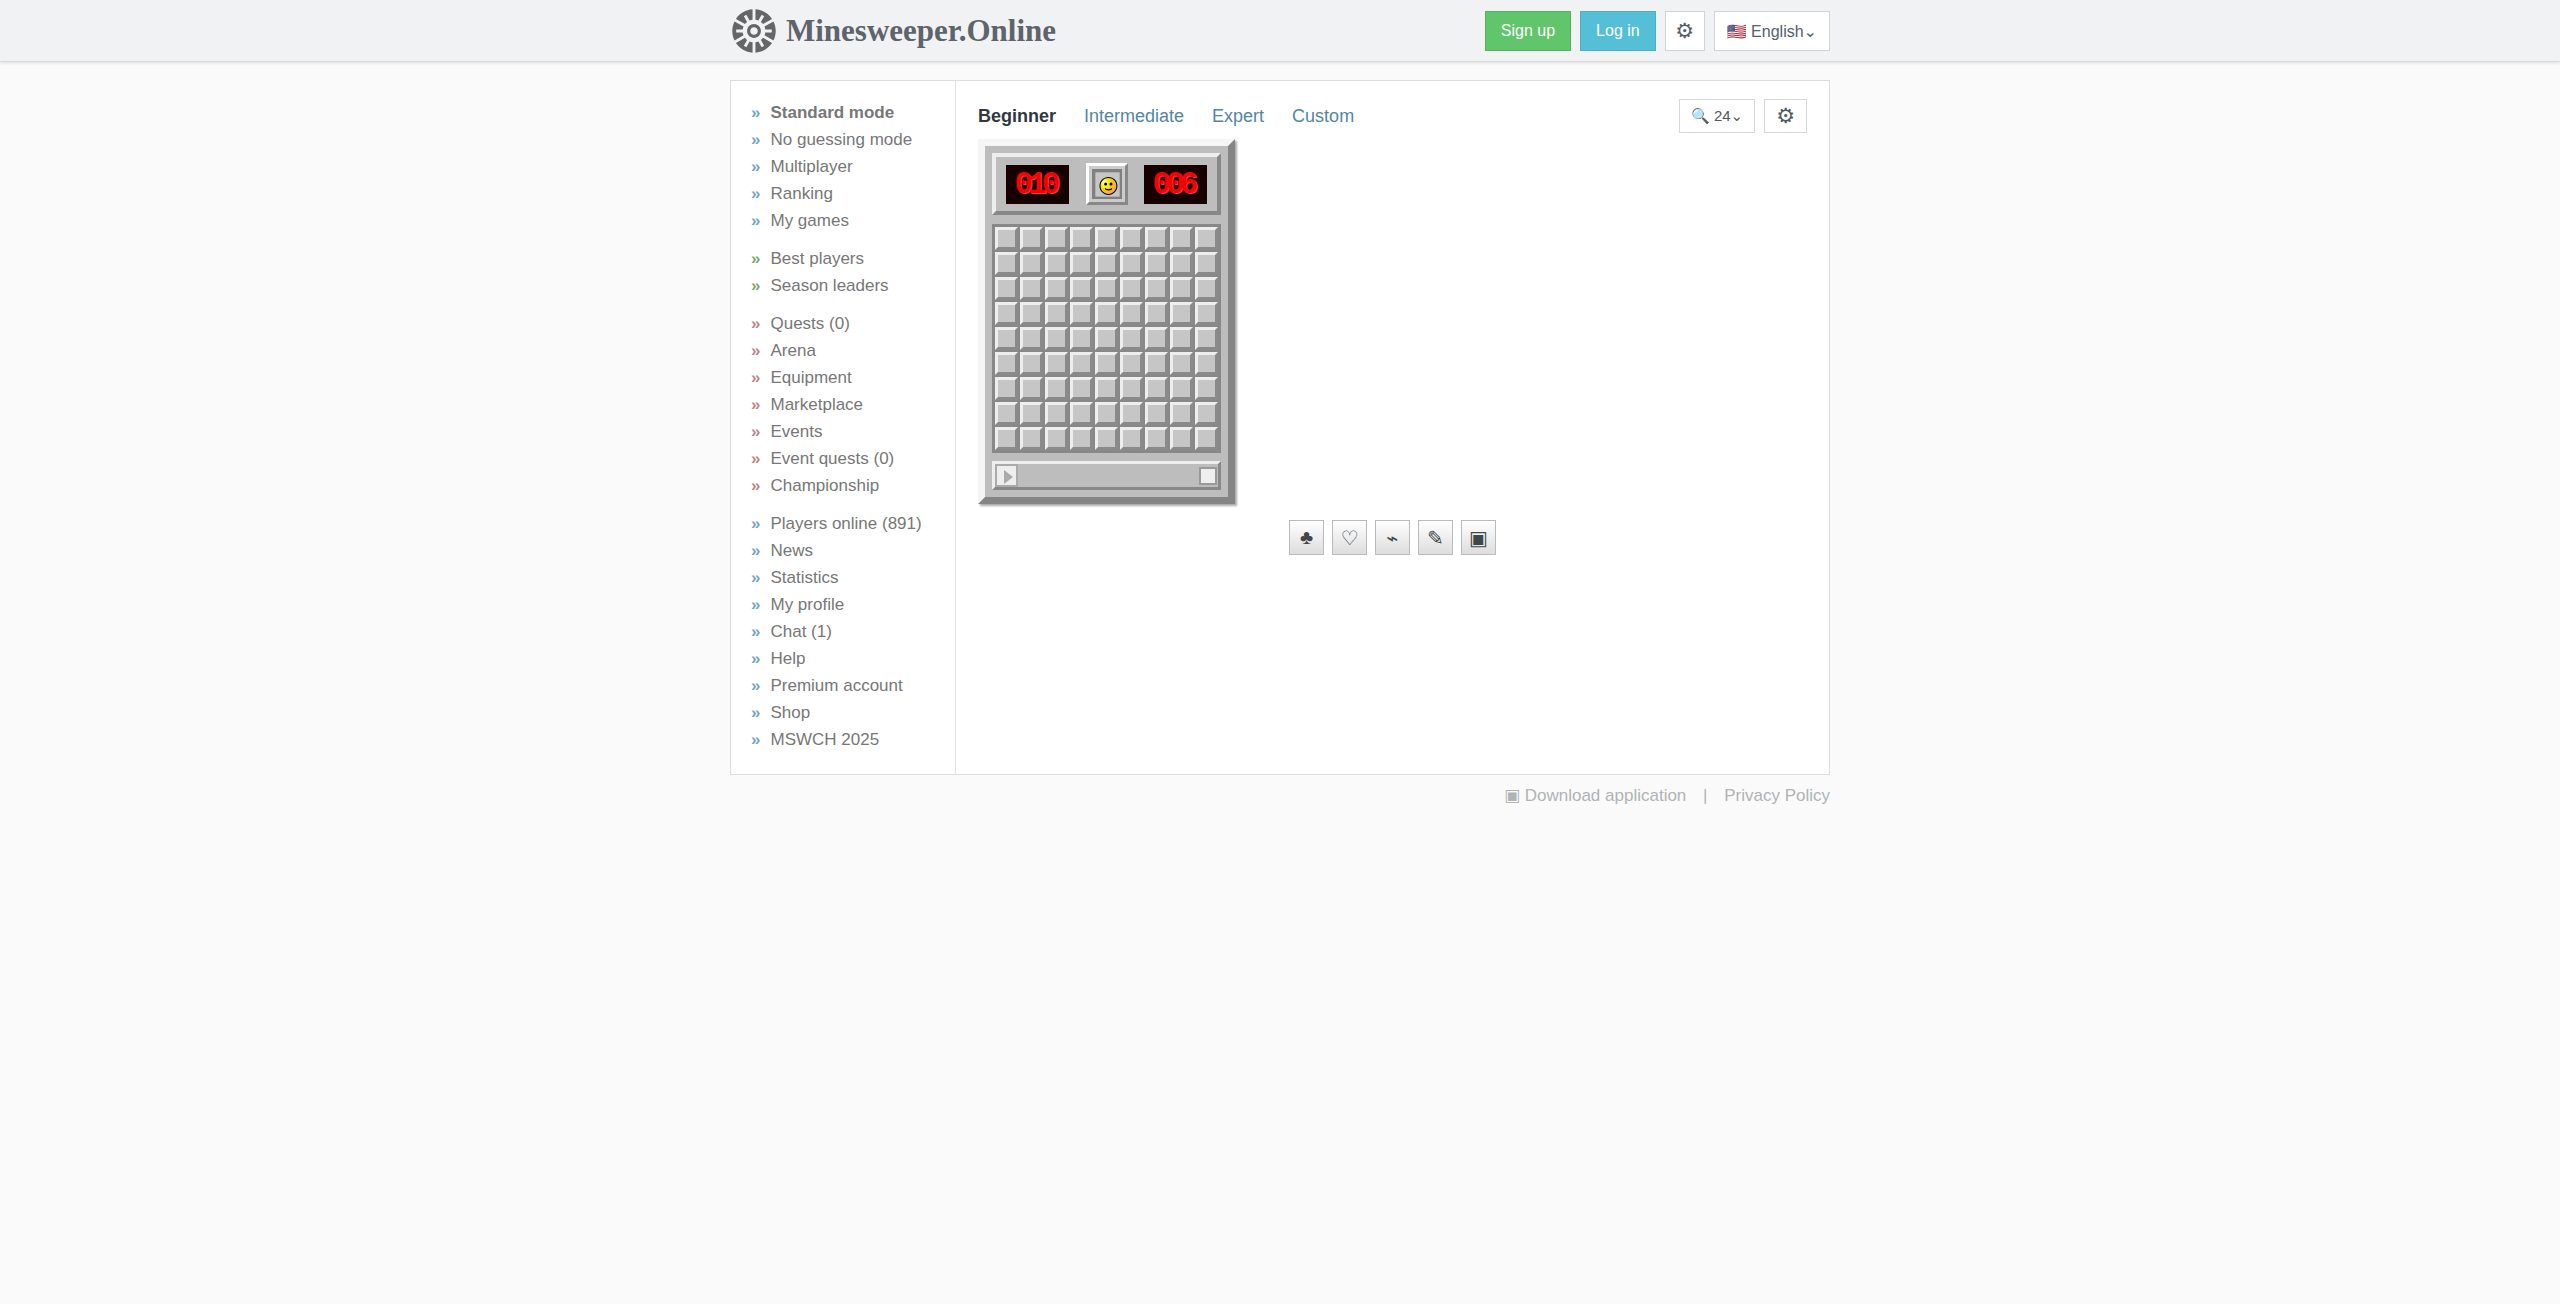 Minesweeper.Online
Sign up
Log in
English
Standard mode
No guessing mode
Multiplayer
Ranking
My games
Best players
Season leaders
Quests (0)
Arena
Equipment
Marketplace
Events
Event quests (0)
Championship
Players online (891)
News
Statistics
My profile
Chat (1)
Help
Premium account
Shop
MSWCH 2025
Beginner Intermediate Expert Custom
24
010 006
Download application | Privacy Policy